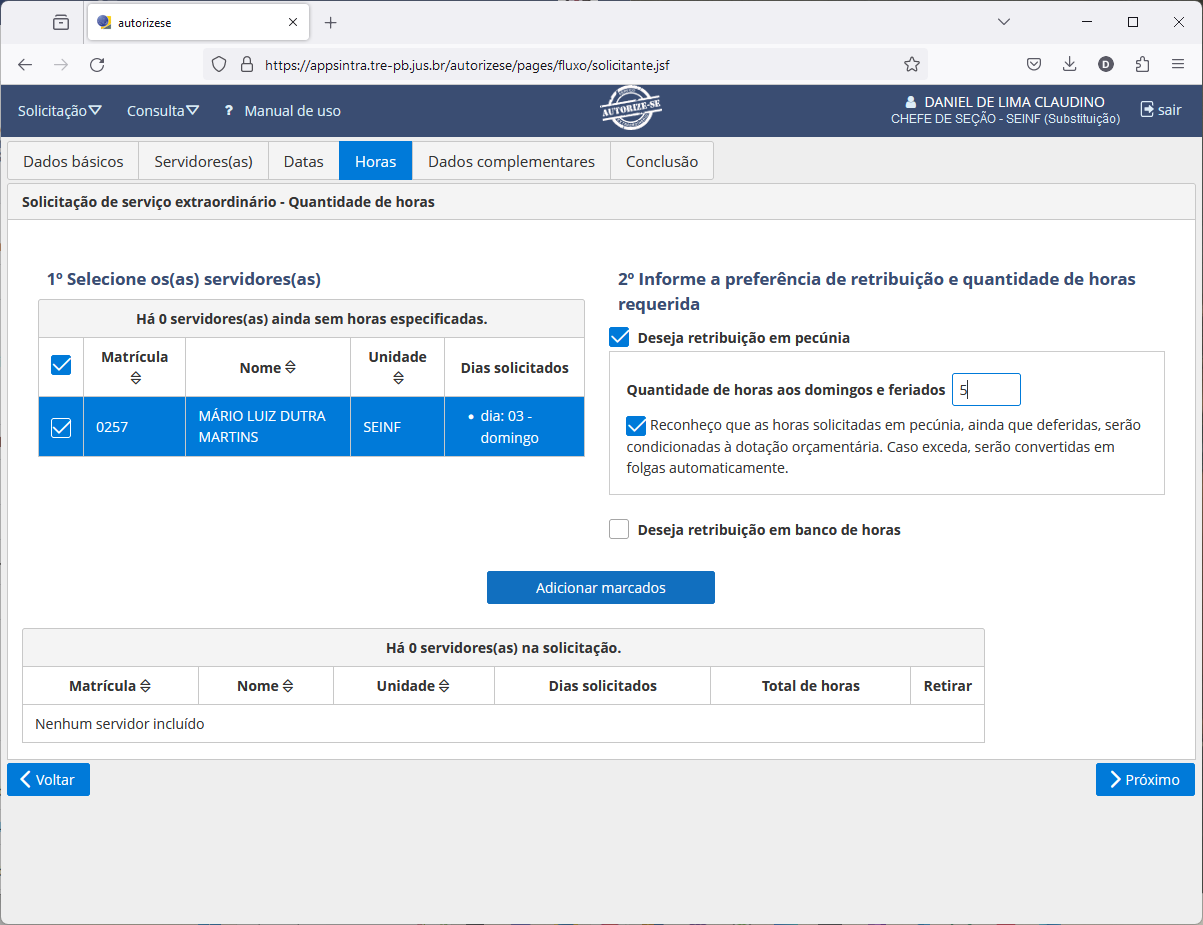 autorizese
https://appsintra.tre-pb.jus.br/autorizese/pages/fluxo/solicitante.jsf
D
Solicitação
Consulta
? Manual de uso
AUTORIZE-SE
DANIEL DE LIMA CLAUDINO
CHEFE DE SEÇÃO - SEINF (Substituição)
sair
Dados básicos
Servidores(as)
Datas
Horas
Dados complementares
Conclusão
Solicitação de serviço extraordinário - Quantidade de horas
1º Selecione os(as) servidores(as)
Há 0 servidores(as) ainda sem horas especificadas.
Matrícula
Nome
Unidade
Dias solicitados
0257
MÁRIO LUIZ DUTRA
MARTINS
SEINF
• dia: 03 -
domingo
2º Informe a preferência de retribuição e quantidade de horas
requerida
Deseja retribuição em pecúnia
Quantidade de horas aos domingos e feriados 5
Reconheço que as horas solicitadas em pecúnia, ainda que deferidas, serão
condicionadas à dotação orçamentária. Caso exceda, serão convertidas em
folgas automaticamente.
Deseja retribuição em banco de horas
Adicionar marcados
Há 0 servidores(as) na solicitação.
Matrícula
Nome
Unidade
Dias solicitados
Total de horas
Retirar
Nenhum servidor incluído
Voltar
Próximo